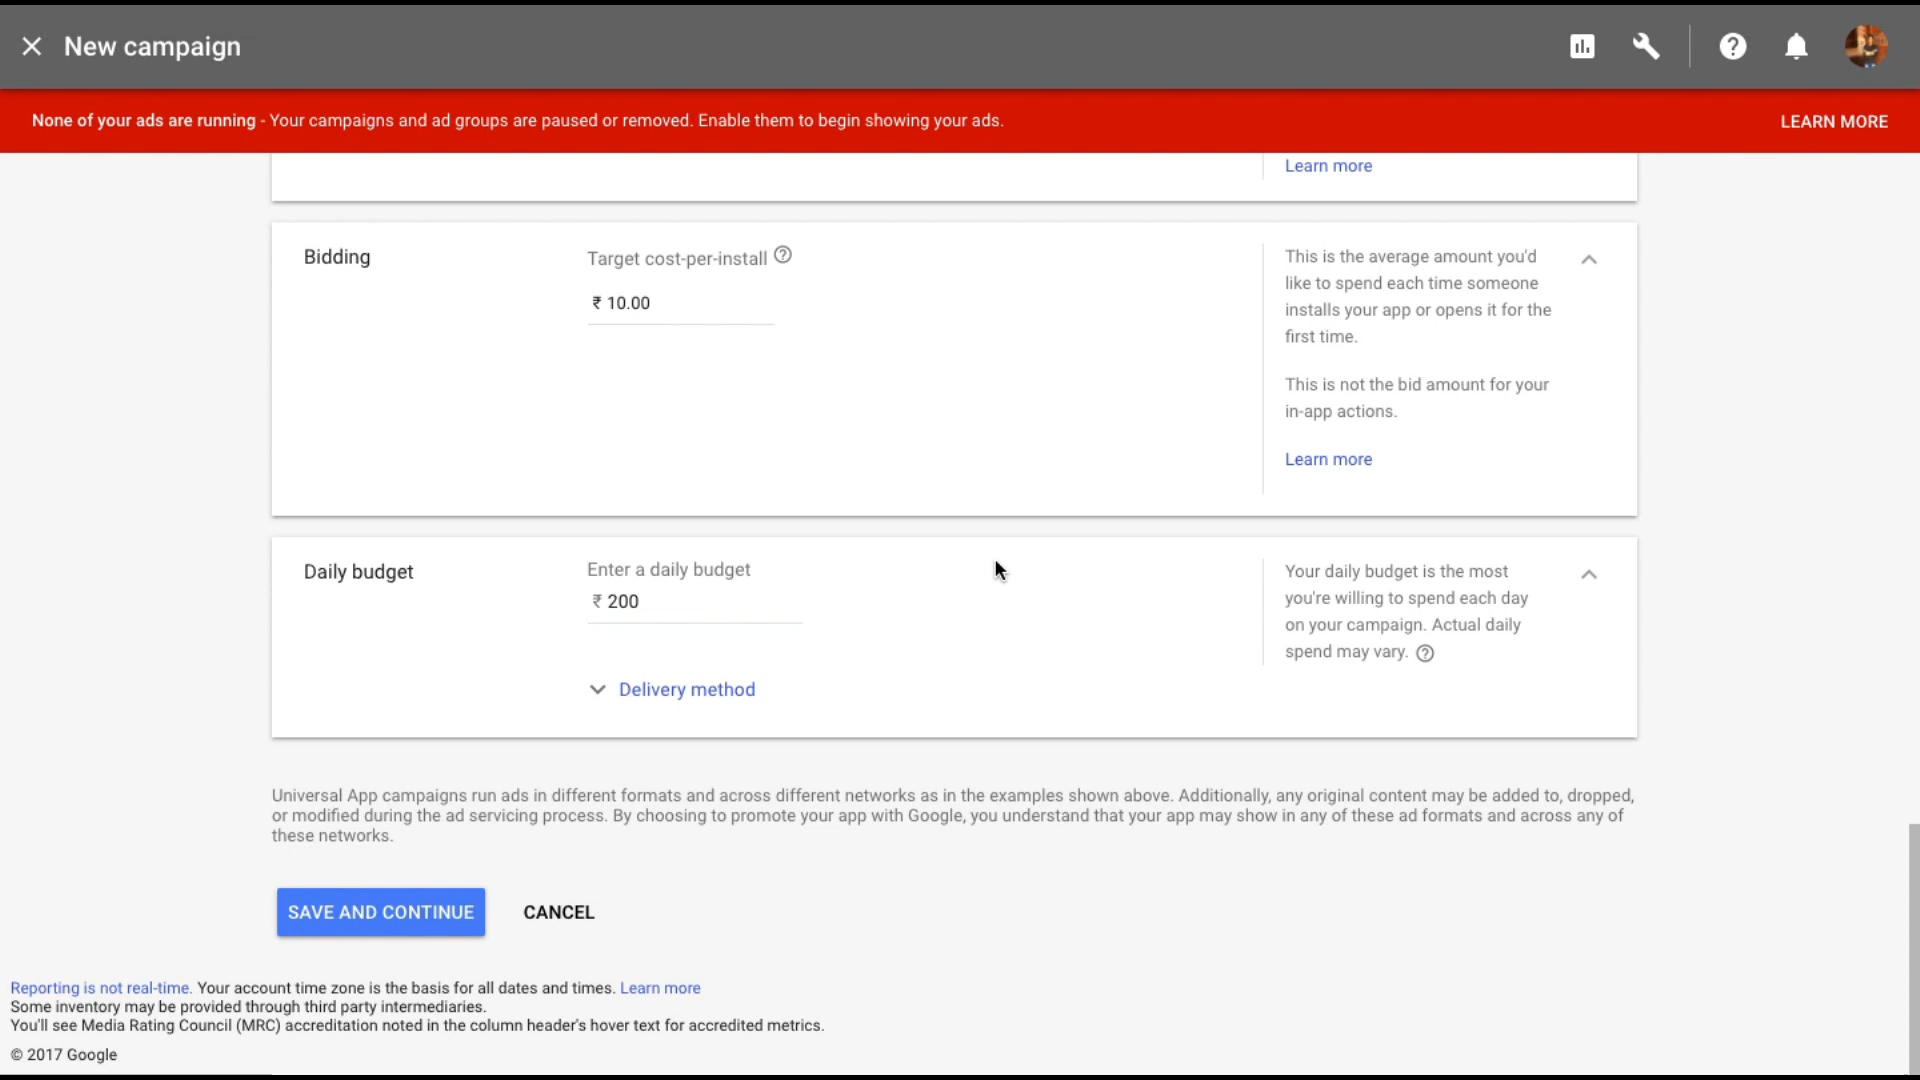 New campaign
None of your ads are running - Your campaigns and ad groups are paused or removed. Enable them to begin showing your ads.
LEARN MORE
Learn more
Bidding
Target cost-per-install
₹ 10.00
This is the average amount you'd
like to spend each time someone
installs your app or opens it for the
first time.
This is not the bid amount for your
in-app actions.
Learn more
Daily budget
Enter a daily budget
₹ 200
Delivery method
Your daily budget is the most
you're willing to spend each day
on your campaign. Actual daily
spend may vary.
Universal App campaigns run ads in different formats and across different networks as in the examples shown above. Additionally, any original content may be added to, dropped,
or modified during the ad servicing process. By choosing to promote your app with Google, you understand that your app may show in any of these ad formats and across any of
these networks.
SAVE AND CONTINUE
CANCEL
Reporting is not real-time. Your account time zone is the basis for all dates and times. Learn more
Some inventory may be provided through third party intermediaries.
You'll see Media Rating Council (MRC) accreditation noted in the column header's hover text for accredited metrics.
© 2017 Google